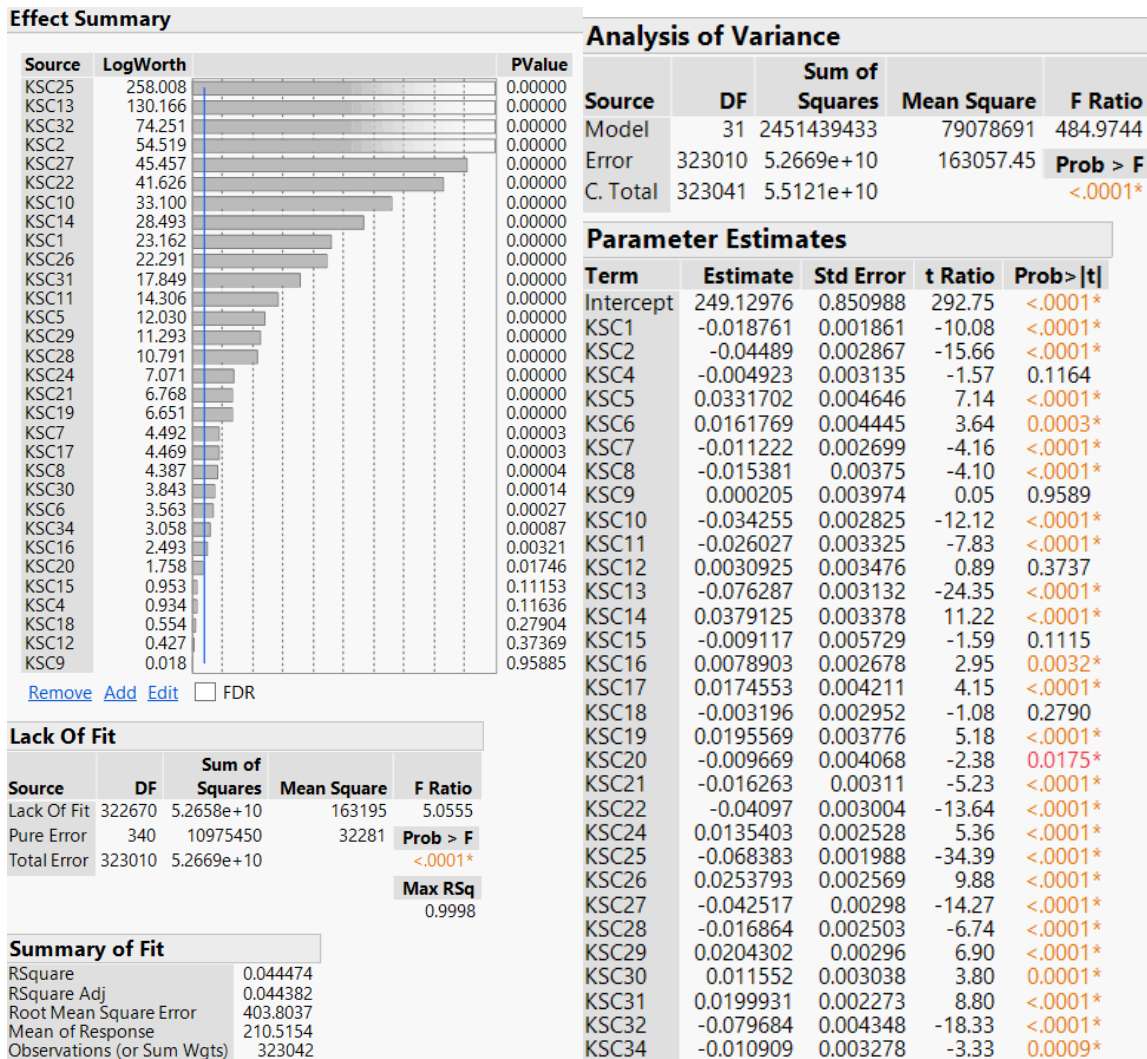 Effect Summary
Source LogWorth PValue
KSC25 258.008 0.00000
KSC13 130.166 0.00000
KSC32 74.251 0.00000
KSC2 54.519 0.00000
KSC27 45.457 0.00000
KSC22 41.626 0.00000
KSC10 33.100 0.00000
KSC14 28.493 0.00000
KSC1 23.162 0.00000
KSC26 22.291 0.00000
KSC31 17.849 0.00000
KSC11 14.306 0.00000
KSC5 12.030 0.00000
KSC29 11.293 0.00000
KSC28 10.791 0.00000
KSC24 7.071 0.00000
KSC21 6.768 0.00000
KSC19 6.651 0.00000
KSC7 4.492 0.00003
KSC17 4.469 0.00003
KSC8 4.387 0.00004
KSC30 3.843 0.00014
KSC6 3.563 0.00027
KSC34 3.058 0.00087
KSC16 2.493 0.00321
KSC20 1.758 0.01746
KSC15 0.953 0.11153
KSC4 0.934 0.11636
KSC18 0.554 0.27904
KSC12 0.427 0.37369
KSC9 0.018 0.95885
Remove Add Edit FDR
Lack Of Fit
Sum of
Source DF Squares Mean Square F Ratio
Lack Of Fit 322670 5.2658e+10 163195 5.0555
Pure Error 340 10975450 32281 Prob > F
Total Error 323010 5.2669e+10 <.0001*
Max RSq
0.9998
Summary of Fit
RSquare 0.044474
RSquare Adj 0.044382
Root Mean Square Error 403.8037
Mean of Response 210.5154
Observations (or Sum Wgts) 323042
Analysis of Variance
Sum of
Source DF Squares Mean Square F Ratio
Model 31 2451439433 79078691 484.9744
Error 323010 5.2669e+10 163057.45 Prob > F
C. Total 323041 5.5121e+10 <.0001*
Parameter Estimates
Term Estimate Std Error t Ratio Prob>|t|
Intercept 249.12976 0.850988 292.75 <.0001*
KSC1 -0.018761 0.001861 -10.08 <.0001*
KSC2 -0.04489 0.002867 -15.66 <.0001*
KSC4 -0.004923 0.003135 -1.57 0.1164
KSC5 0.0331702 0.004646 7.14 <.0001*
KSC6 0.0161769 0.004445 3.64 0.0003*
KSC7 -0.011222 0.002699 -4.16 <.0001*
KSC8 -0.015381 0.00375 -4.10 <.0001*
KSC9 0.000205 0.003974 0.05 0.9589
KSC10 -0.034255 0.002825 -12.12 <.0001*
KSC11 -0.026027 0.003325 -7.83 <.0001*
KSC12 0.0030925 0.003476 0.89 0.3737
KSC13 -0.076287 0.003132 -24.35 <.0001*
KSC14 0.0379125 0.003378 11.22 <.0001*
KSC15 -0.009117 0.005729 -1.59 0.1115
KSC16 0.0078903 0.002678 2.95 0.0032*
KSC17 0.0174553 0.004211 4.15 <.0001*
KSC18 -0.003196 0.002952 -1.08 0.2790
KSC19 0.0195569 0.003776 5.18 <.0001*
KSC20 -0.009669 0.004068 -2.38 0.0175*
KSC21 -0.016263 0.00311 -5.23 <.0001*
KSC22 -0.04097 0.003004 -13.64 <.0001*
KSC24 0.0135403 0.002528 5.36 <.0001*
KSC25 -0.068383 0.001988 -34.39 <.0001*
KSC26 0.0253793 0.002569 9.88 <.0001*
KSC27 -0.042517 0.00298 -14.27 <.0001*
KSC28 -0.016864 0.002503 -6.74 <.0001*
KSC29 0.0204302 0.00296 6.90 <.0001*
KSC30 0.011552 0.003038 3.80 0.0001*
KSC31 0.0199931 0.002273 8.80 <.0001*
KSC32 -0.079684 0.004348 -18.33 <.0001*
KSC34 -0.010909 0.003278 -3.33 0.0009*